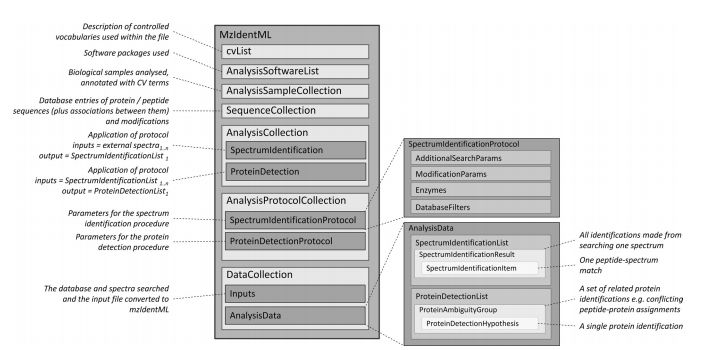 Description of controlled
vocabularies used within the file
Software packages used
Biological samples analysed,
annotated with CV terms
Database entries of protein / peptide
sequences (plus associations between them)
and modifications
Application of protocol
inputs = external spectra1..n
output = SpectrumIdentificationList 1
Application of protocol
inputs = SpectrumIdentificationList 1..n
output = ProteinDetectionList1
Parameters for the spectrum
identification procedure
Parameters for the protein
detection procedure
The database and spectra searched
and the input file converted to
mzIdentML
MzIdentML
cvList
AnalysisSoftwareList
AnalysisSampleCollection
SequenceCollection
AnalysisCollection
SpectrumIdentification
ProteinDetection
AnalysisProtocolCollection
SpectrumIdentificationProtocol
ProteinDetectionProtocol
DataCollection
Inputs
AnalysisData
SpectrumIdentificationProtocol
AdditionalSearchParams
ModificationParams
Enzymes
DatabaseFilters
AnalysisData
SpectrumIdentificationList
SpectrumIdentificationResult
SpectrumIdentificationItem
ProteinDetectionList
ProteinAmbiguityGroup
ProteinDetectionHypothesis
All identifications made from
searching one spectrum
One peptide-spectrum
match
A set of related protein
identifications e.g. conflicting
peptide-protein assignments
A single protein identification